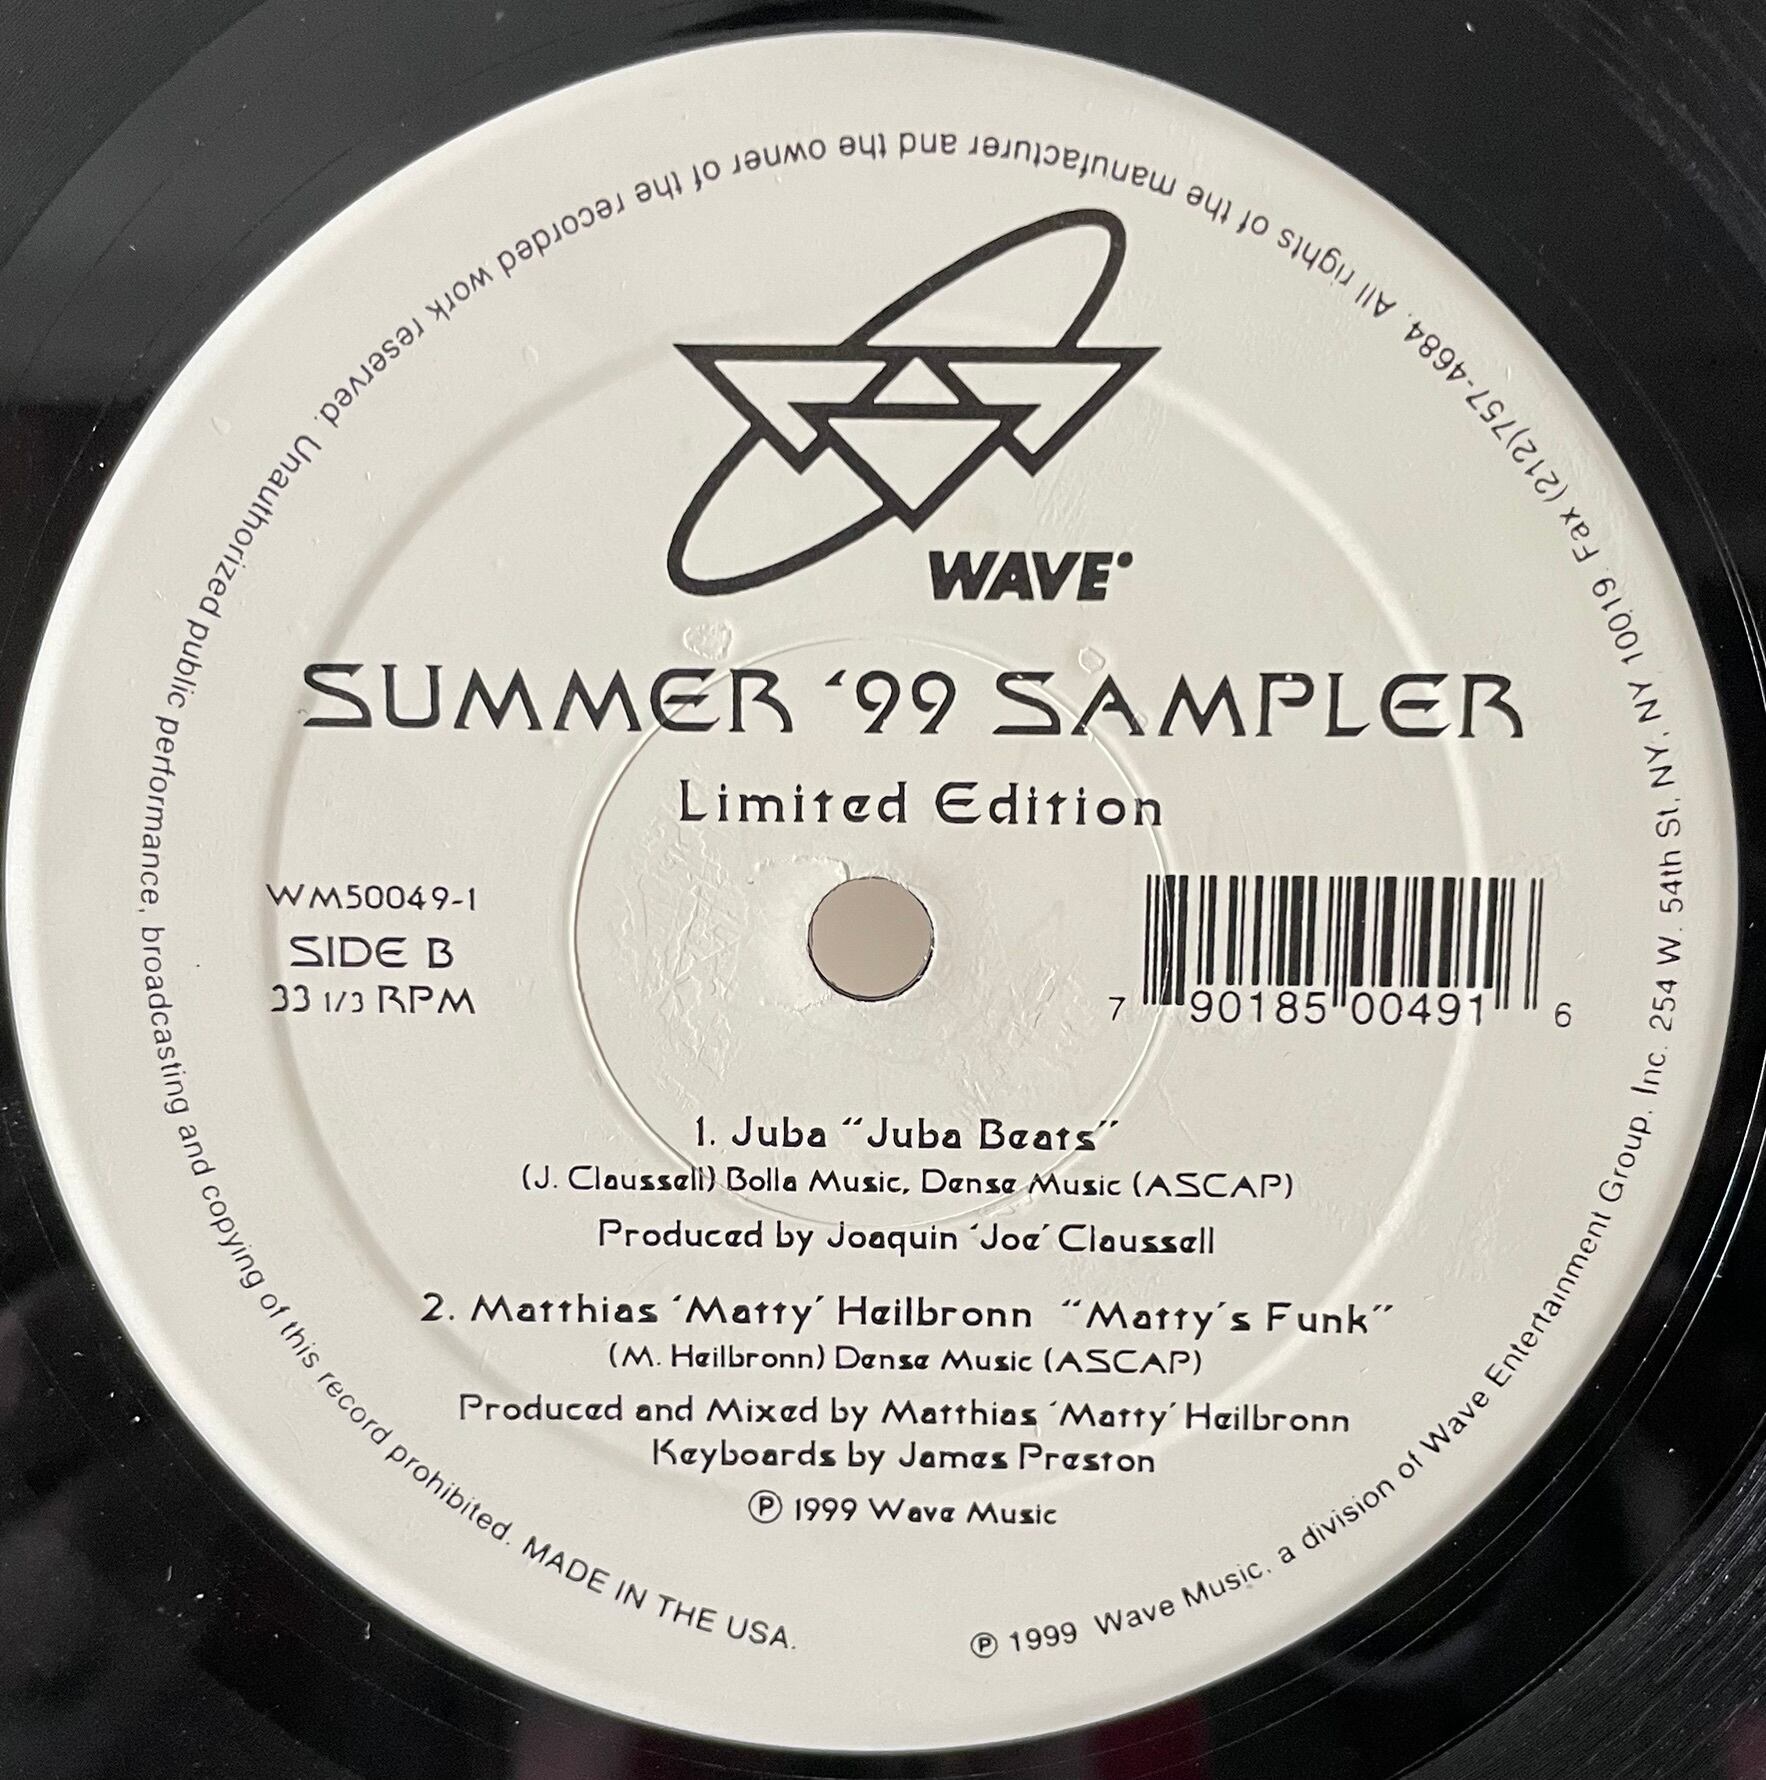 WAVE
SUMMER '99 SAMPLER
Limited Edition
WM50049-1
SIDE B
33 1/3 RPM
7 90185 00491 6
1. Juba "Juba Beats"
(J. Claussell) Bolla Music, Dense Music (ASCAP)
Produced by Joaquin 'Joe' Claussell
2. Matthias 'Matty' Heilbronn "Matty's Funk"
(M. Heilbronn) Dense Music (ASCAP)
Produced and Mixed by Matthias 'Matty' Heilbronn
Keyboards by James Preston
℗ 1999 Wave Music
℗ 1999 Wave Music, a division of Wave Entertainment Group, Inc. 254 W. 54th St, NY, NY 10019. Fax (212)757-4684. All rights of the manufacturer and the owner of the recorded work reserved. Unauthorized public performance, broadcasting and copying of this record prohibited. MADE IN THE USA.